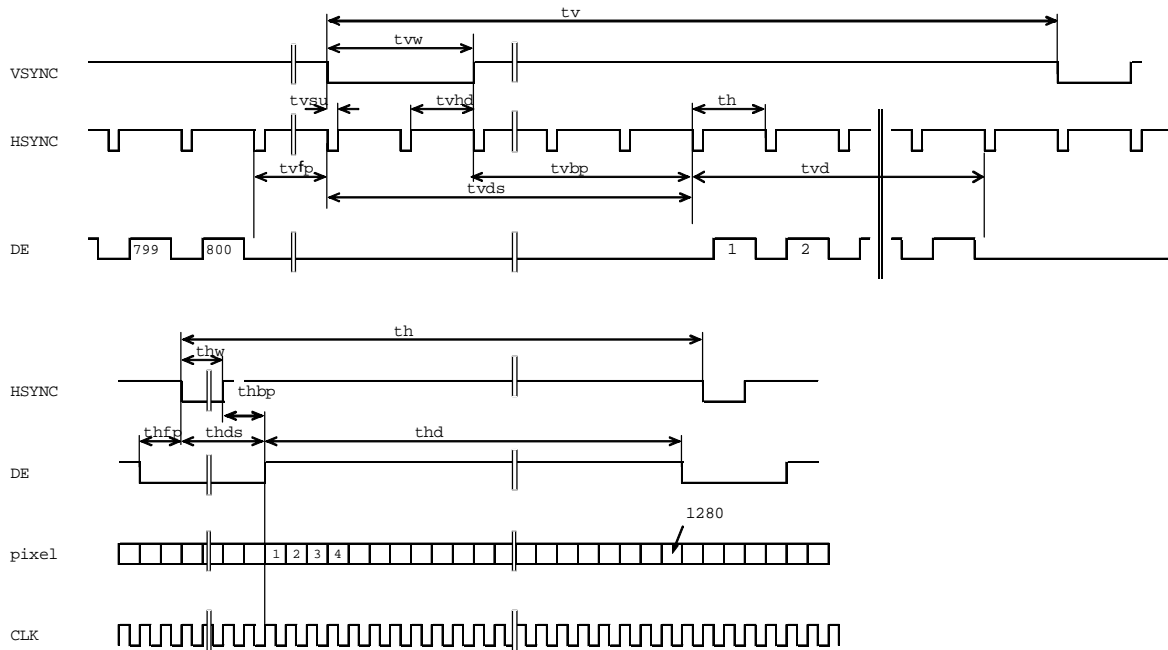 tv
tvw
VSYNC
tvsu
tvhd
th
HSYNC
tvfp
tvbp
tvd
tvds
DE
799
800
1
2
th
thw
HSYNC
thbp
thfp
thds
thd
DE
1280
pixel
1 2 3 4
CLK